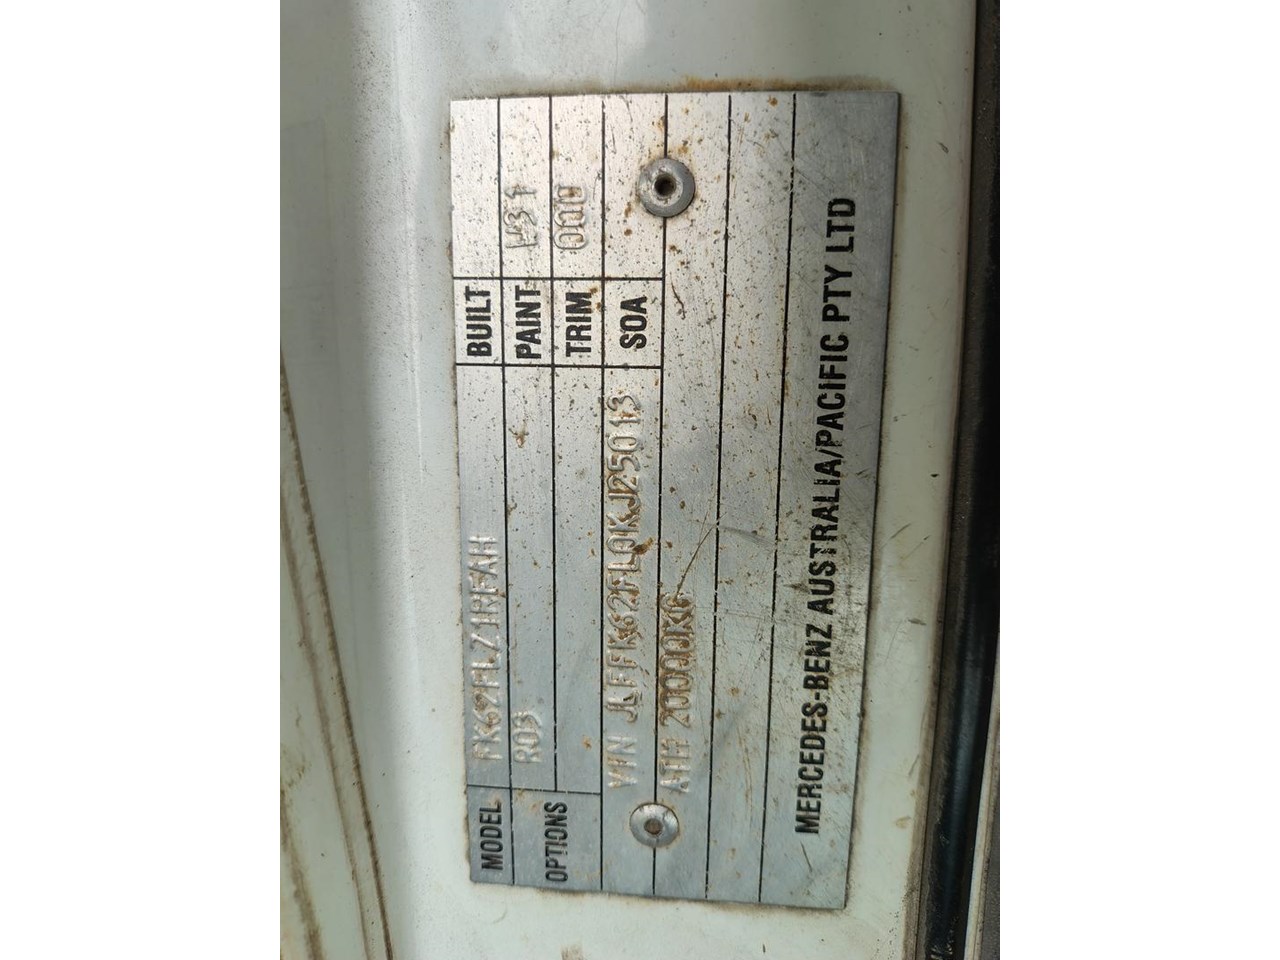 MODEL FK62FLZ1RFAH BUILT
R03 PAINT W31
OPTIONS TRIM 000
VIN JLFFK62FL0KJ25013 SOA
ATM 20000KG
MERCEDES-BENZ AUSTRALIA/PACIFIC PTY LTD